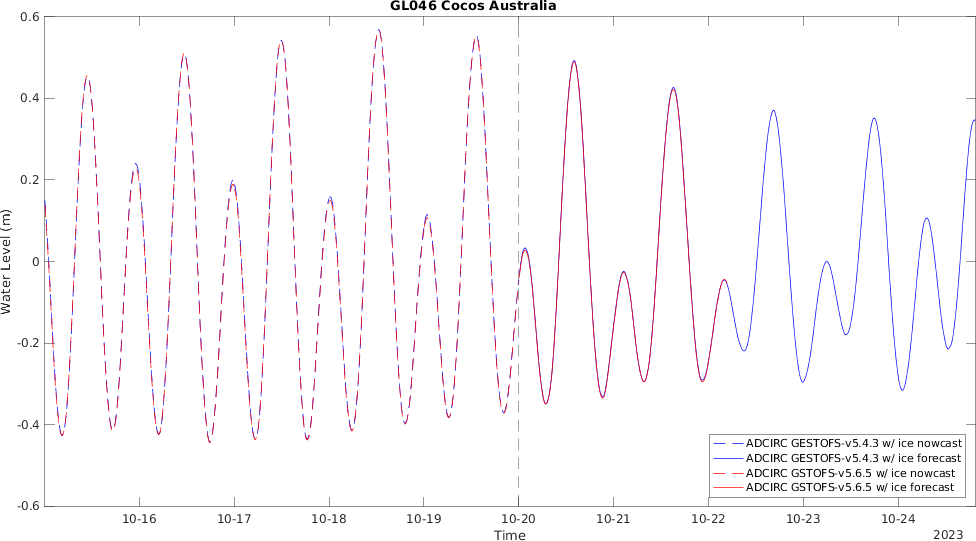 GL046 Cocos Australia
0.6
0.4
0.2
0
-0.2
-0.4
-0.6
Water Level (m)
ADCIRC GESTOFS-v5.4.3 w/ ice nowcast
ADCIRC GESTOFS-v5.4.3 w/ ice forecast
ADCIRC GSTOFS-v5.6.5 w/ ice nowcast
ADCIRC GSTOFS-v5.6.5 w/ ice forecast
10-16 10-17 10-18 10-19 10-20 10-21 10-22 10-23 10-24
Time
2023